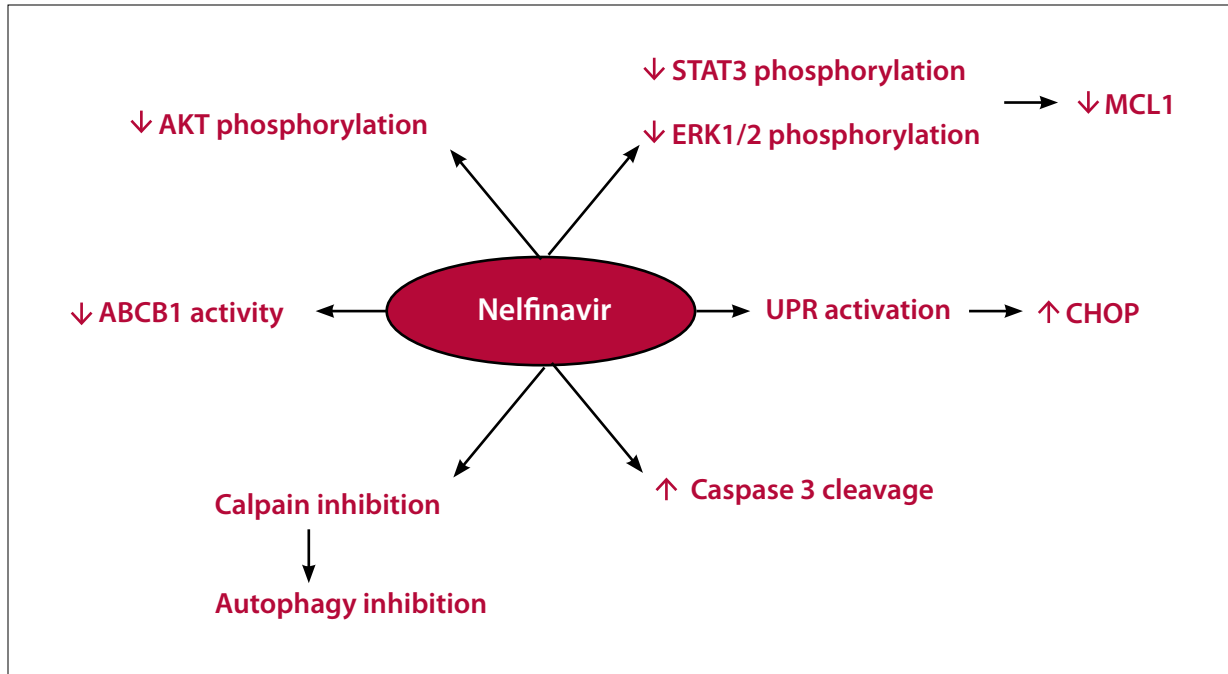 ↓ STAT3 phosphorylation
↓ MCL1
↓ AKT phosphorylation
↓ ERK1/2 phosphorylation
↓ ABCB1 activity
Nelfinavir
UPR activation
↑ CHOP
Calpain inhibition
↑ Caspase 3 cleavage
Autophagy inhibition